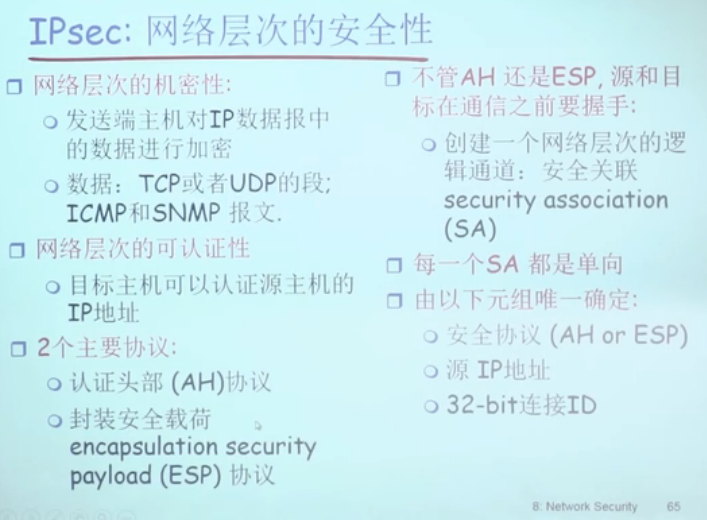 IPsec: 网络层次的安全性
网络层次的机密性:
发送端主机对IP数据报中
的数据进行加密
数据：TCP或者UDP的段;
ICMP和SNMP 报文.
网络层次的可认证性
目标主机可以认证源主机的
IP地址
2个主要协议:
认证头部 (AH)协议
封装安全载荷
encapsulation security
payload (ESP) 协议
不管AH 还是ESP, 源和目
标在通信之前要握手:
创建一个网络层次的逻
辑通道：安全关联
security association
(SA)
每一个SA 都是单向
由以下元组唯一确定:
安全协议 (AH or ESP)
源 IP地址
32-bit连接ID
8: Network Security 65